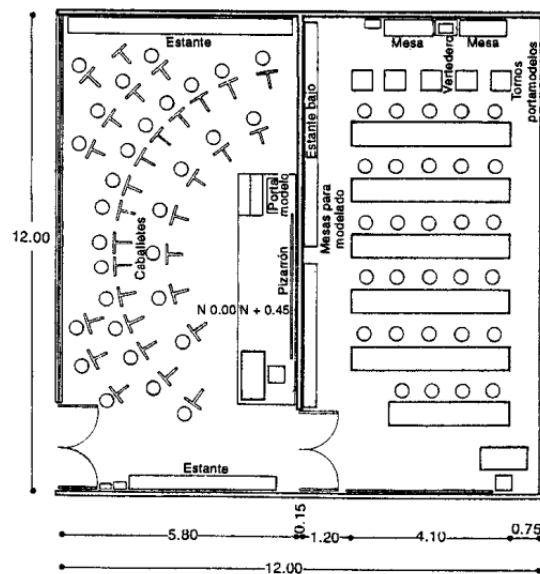 Estante
Mesa
Vertedero
Mesa
Tornos
portamodelos
Estante bajo
Portal
modelo
Mesas para
modelado
12.00
Caballetes
Pizarrón
N 0.00 N + 0.45
Estante
5.80
0.15
1.20
4.10
0.75
12.00